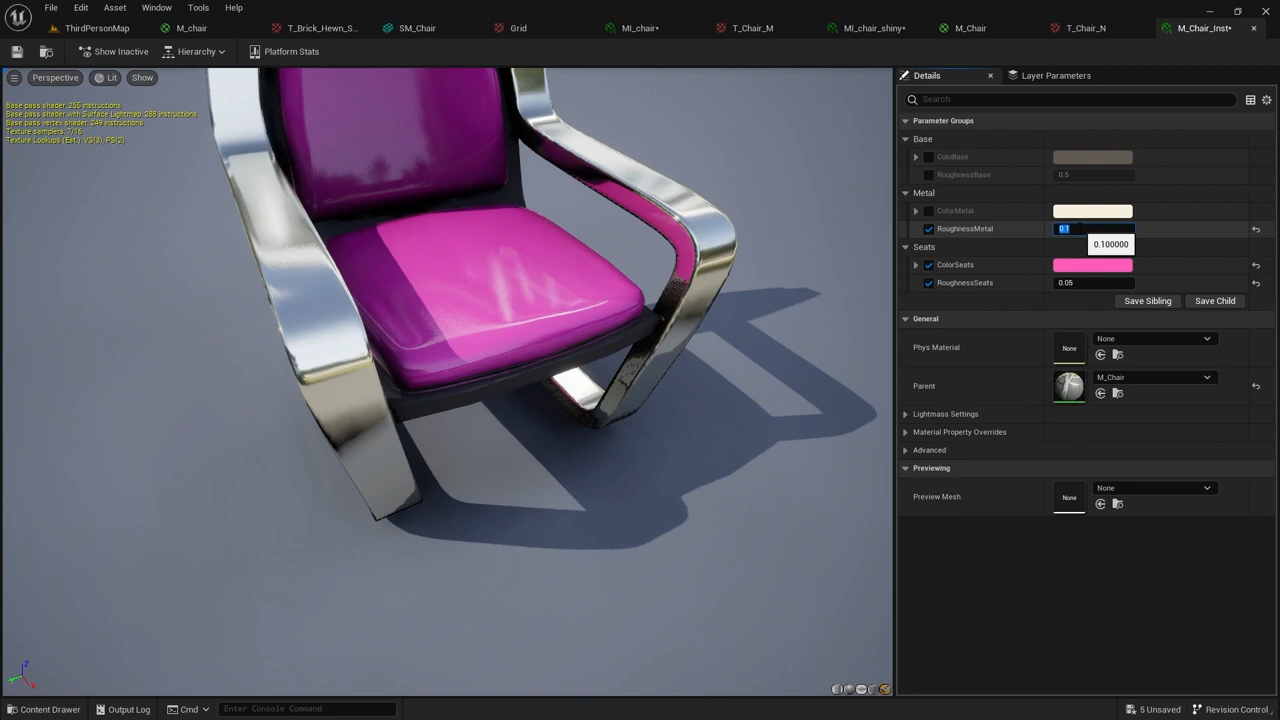 File Edit Asset Window Tools Help
ThirdPersonMap M_chair T_Brick_Hewn_S... SM_Chair Grid MI_chair* T_Chair_M MI_chair_shiny* M_Chair T_Chair_N M_Chair_Inst*
Show Inactive Hierarchy Platform Stats
Perspective Lit Show
Base pass shader: 255 instructions
Base pass shader with Surface Lightmap: 288 instructions
Base pass vertex shader: 249 instructions
Texture samplers: 7/16
Texture Lookups (Est.): VS(3), PS(2)
Details Layer Parameters
Search
Parameter Groups
Base
ColoBase
RoughnessBase 0.5
Metal
ColorMetal
RoughnessMetal 0.1
0.100000
Seats
ColorSeats
RoughnessSeats 0.05
Save Sibling Save Child
General
Phys Material None None
Parent M_Chair
Lightmass Settings
Material Property Overrides
Advanced
Previewing
Preview Mesh None None
Z
X
Content Drawer Output Log Cmd Enter Console Command 5 Unsaved Revision Control